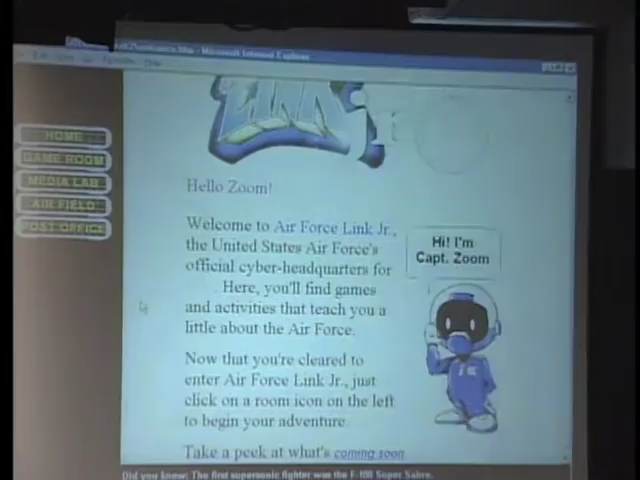 Microsoft Internet Explorer
LINK
HOME
GAME ROOM
MEDIA LAB
AIR FIELD
POST OFFICE
Hello Zoom!
Welcome to Air Force Link Jr.,
the United States Air Force's
official cyber-headquarters for
Here, you'll find games
and activities that teach you a
little about the Air Force.
Now that you're cleared to
enter Air Force Link Jr., just
click on a room icon on the left
to begin your adventure.
Take a peek at what's coming soon
Hi! I'm
Capt. Zoom
Did you know: The first supersonic fighter was the F-100 Super Sabre.